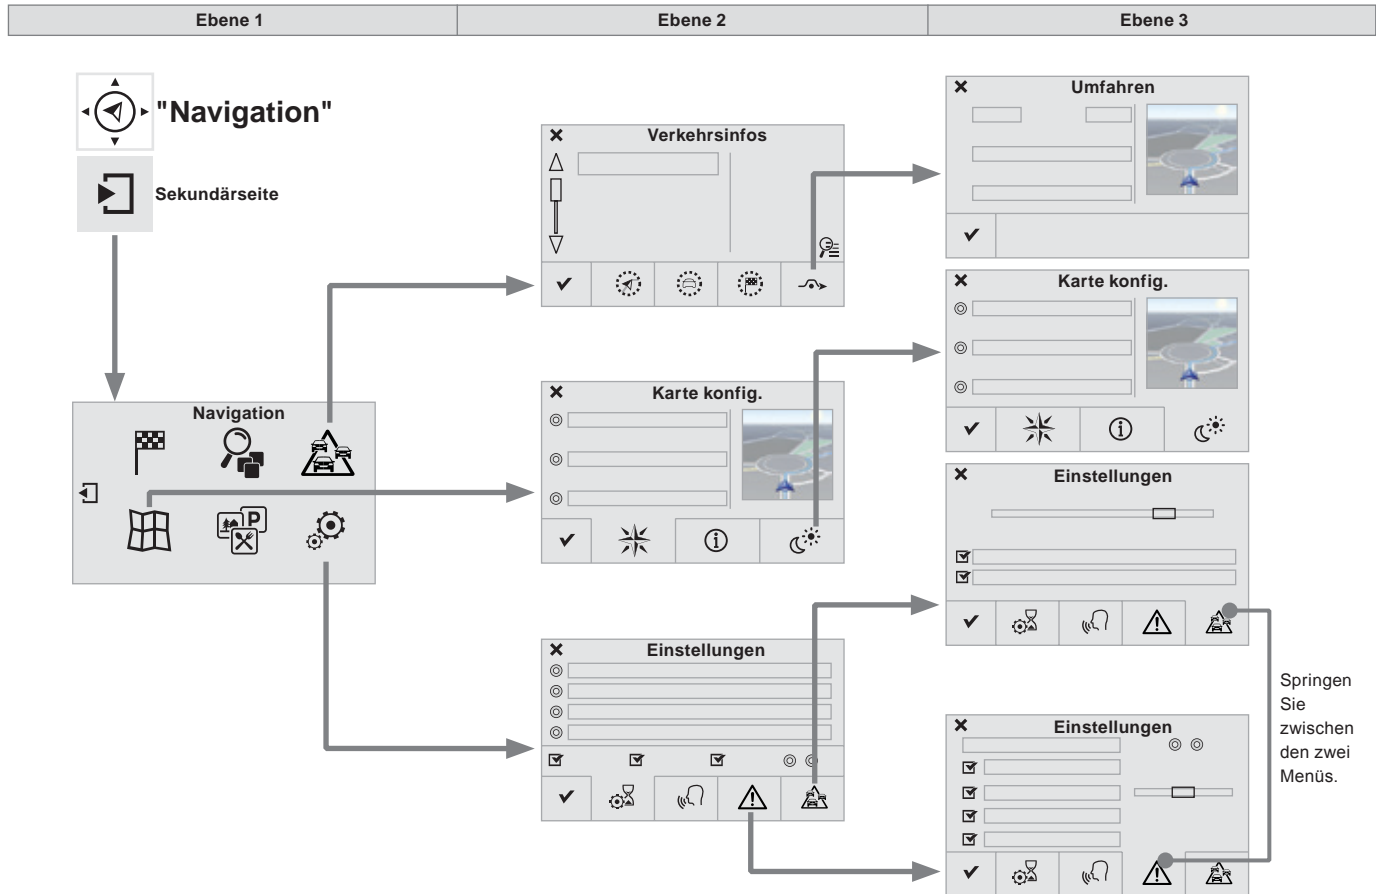 Ebene 1
Ebene 2
Ebene 3
"Navigation"
Sekundärseite
Navigation
P
Verkehrsinfos
Karte konfig.
Einstellungen
Umfahren
Karte konfig.
Einstellungen
Einstellungen
Springen
Sie
zwischen
den zwei
Menüs.